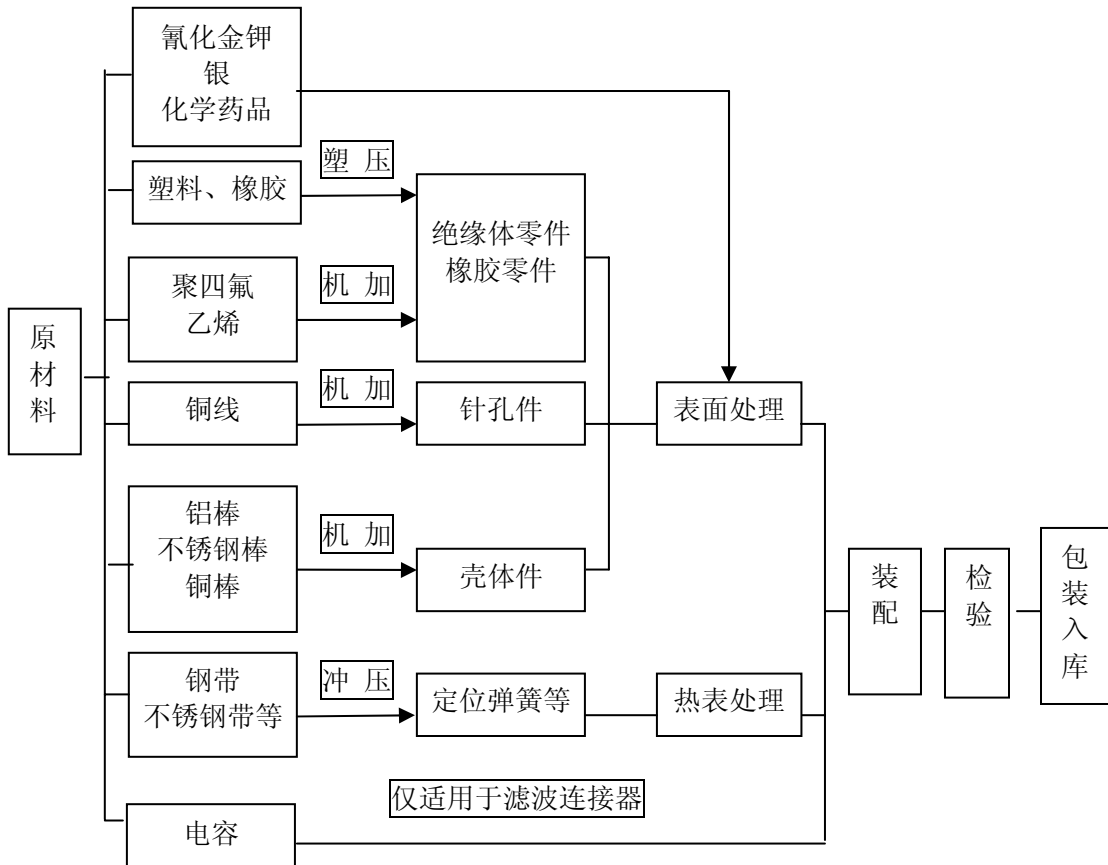 氰化金钾
银
化学药品
塑 压
塑料、橡胶
绝缘体零件
橡胶零件
聚四氟
乙烯
机 加
原
材
料
铜线
机 加
针孔件
表面处理
铝棒
不锈钢棒
铜棒
机 加
壳体件
装
配
检
验
包
装
入
库
钢带
不锈钢带等
冲 压
定位弹簧等
热表处理
仅适用于滤波连接器
电容